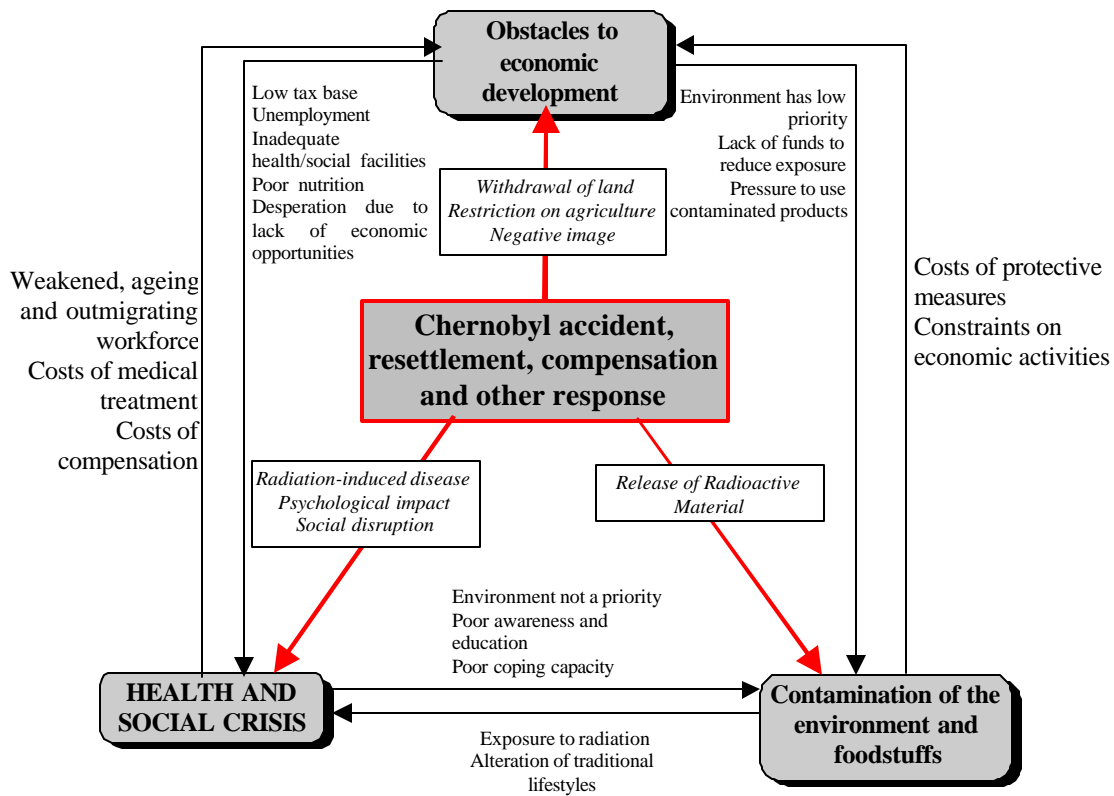 Obstacles to
economic
development
Low tax base
Unemployment
Inadequate
health/social facilities
Poor nutrition
Desperation due to
lack of economic
opportunities
Environment has low
priority
Lack of funds to
reduce exposure
Pressure to use
contaminated products
Withdrawal of land
Restriction on agriculture
Negative image
Weakened, ageing
and outmigrating
workforce
Costs of medical
treatment
Costs of
compensation
Costs of protective
measures
Constraints on
economic activities
Chernobyl accident,
resettlement, compensation
and other response
Radiation-induced disease
Psychological impact
Social disruption
Release of Radioactive
Material
Environment not a priority
Poor awareness and
education
Poor coping capacity
HEALTH AND
SOCIAL CRISIS
Contamination of the
environment and
foodstuffs
Exposure to radiation
Alteration of traditional
lifestyles